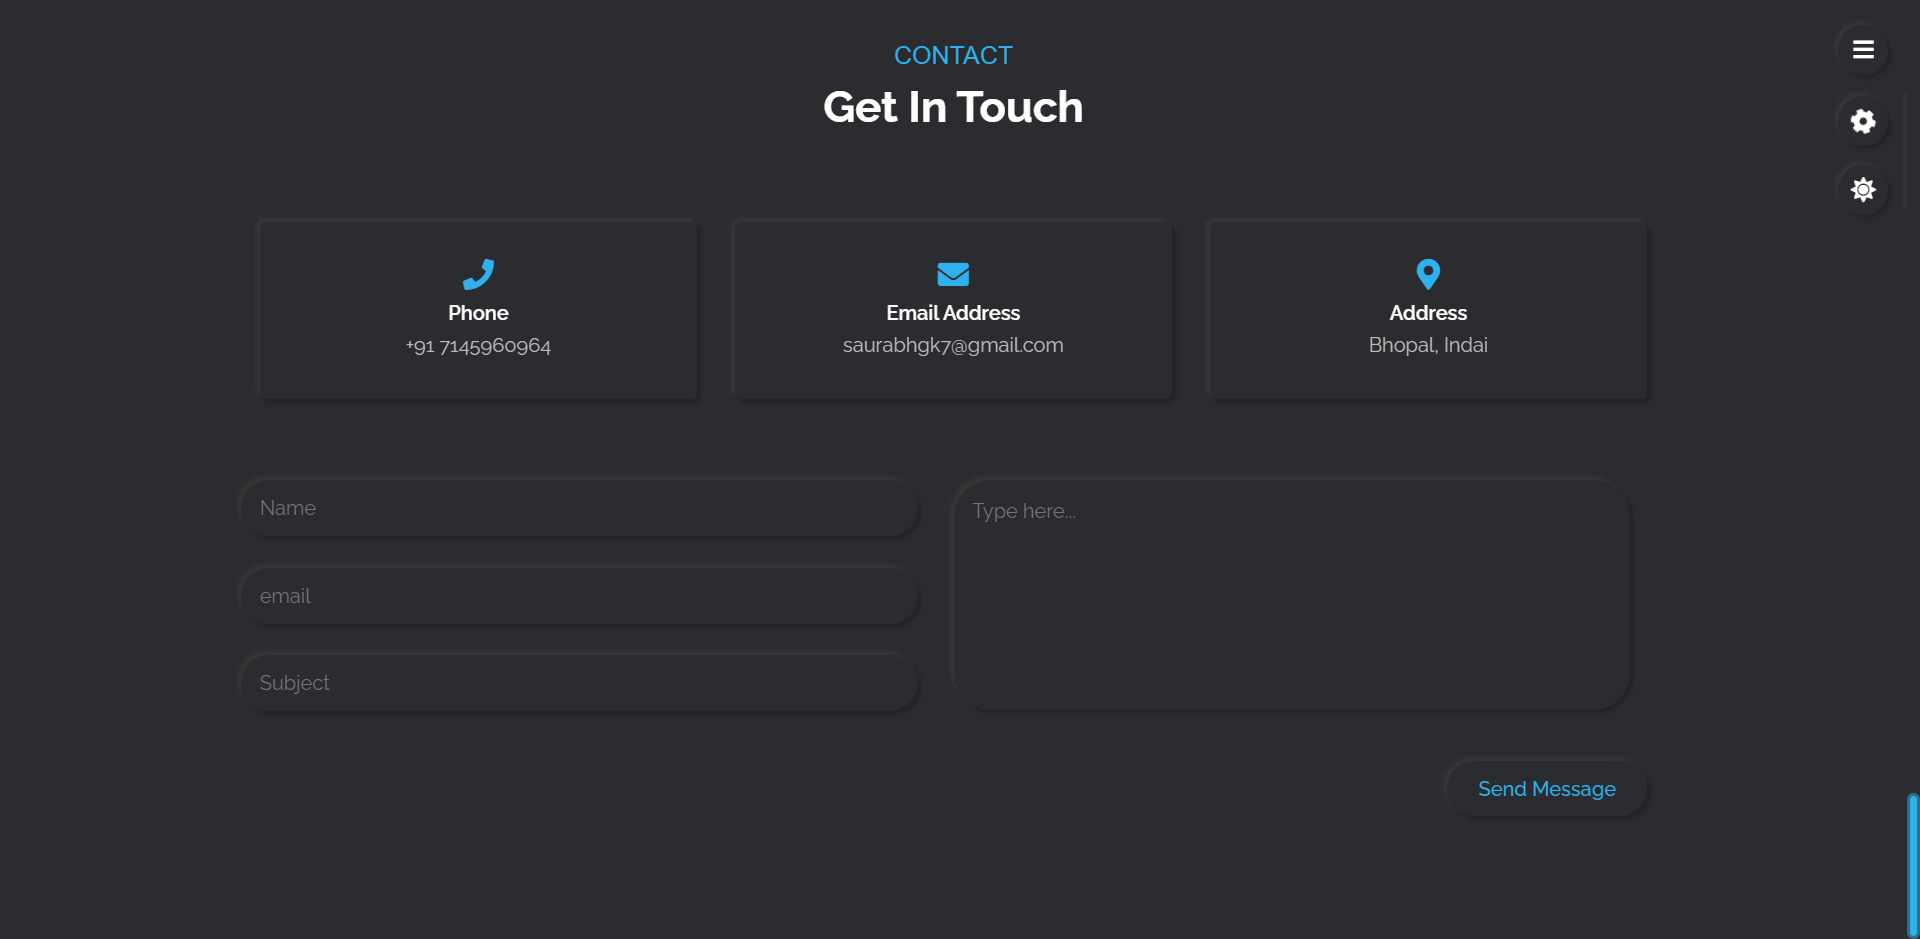 CONTACT
Get In Touch
Phone
+91 7145960964
Email Address
saurabhgk7@gmail.com
Address
Bhopal, Indai
Name
email
Subject
Type here...
Send Message